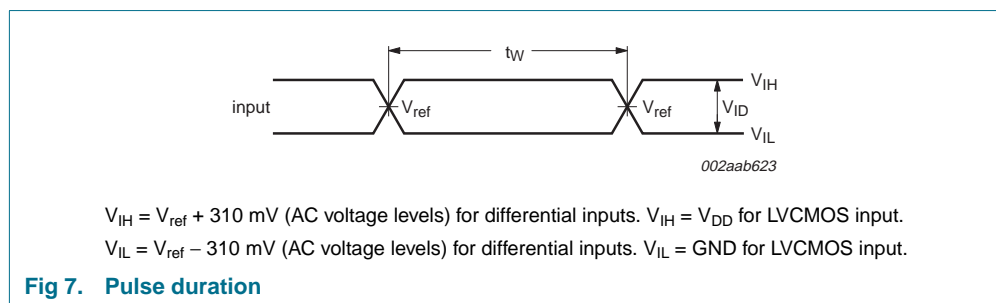 tW
VIH
input
Vref
Vref
VID
VIL
002aab623
VIH = Vref + 310 mV (AC voltage levels) for differential inputs. VIH = VDD for LVCMOS input.
VIL = Vref − 310 mV (AC voltage levels) for differential inputs. VIL = GND for LVCMOS input.
Fig 7. Pulse duration